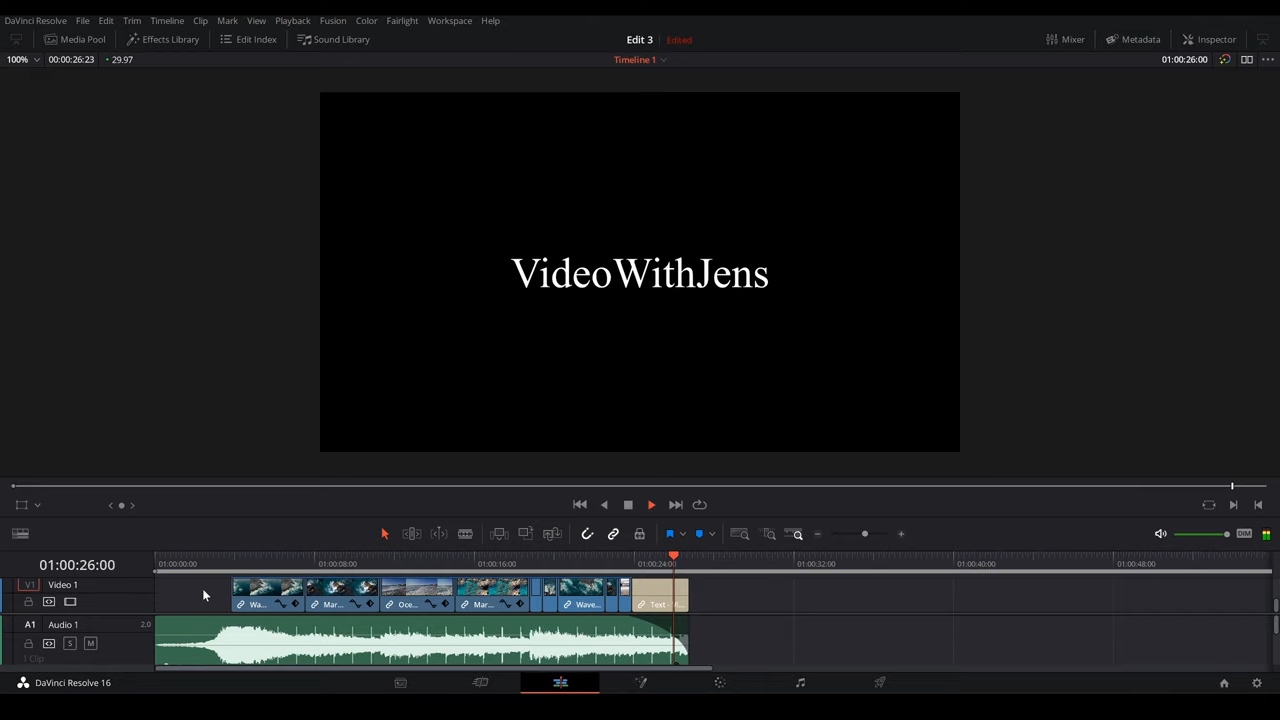 DaVinci Resolve File Edit Trim Timeline Clip Mark View Playback Fusion Color Fairlight Workspace Help
Media Pool Effects Library Edit Index Sound Library Edit 3 Edited Mixer Metadata Inspector
100% 00:00:26:23 29.97 Timeline 1 01:00:26:00
VideoWithJens
DIM
01:00:26:00 01:00:00:00 01:00:08:00 01:00:16:00 01:00:24:00 01:00:32:00 01:00:40:00 01:00:48:00
V1 Video 1
Wa... Mar... Oce... Mar... Wave... Text -
A1 Audio 1 2.0
S M
1 Clip
DaVinci Resolve 16